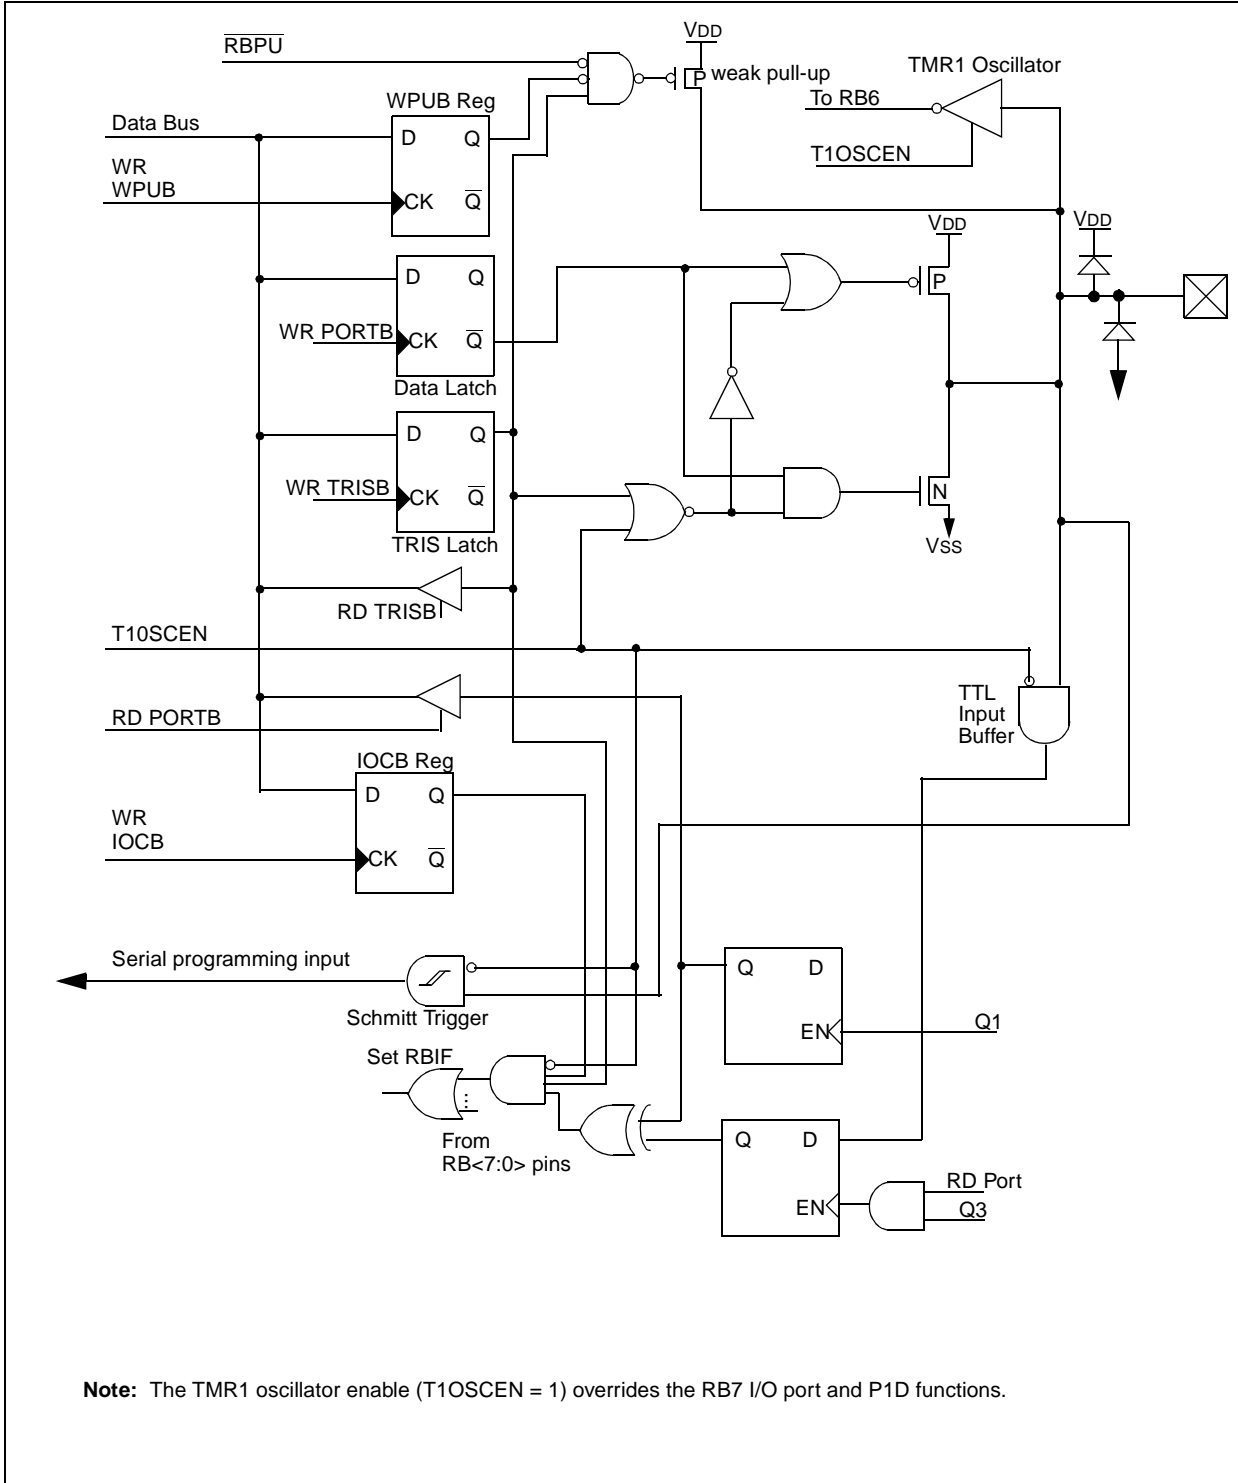 VDD
RBPU
P weak pull-up
TMR1 Oscillator
To RB6
WPUB Reg
Data Bus
D Q
T1OSCEN
WR
WPUB
CK Q
VDD
VDD
D Q
P
WR PORTB
CK Q
Data Latch
D Q
WR TRISB
CK Q
N
TRIS Latch
VSS
RD TRISB
T10SCEN
TTL
Input
Buffer
RD PORTB
IOCB Reg
D Q
WR
IOCB
CK Q
Serial programming input
Q D
Schmitt Trigger
EN
Q1
Set RBIF
From
RB<7:0> pins
Q D
RD Port
EN
Q3
Note: The TMR1 oscillator enable (T1OSCEN = 1) overrides the RB7 I/O port and P1D functions.